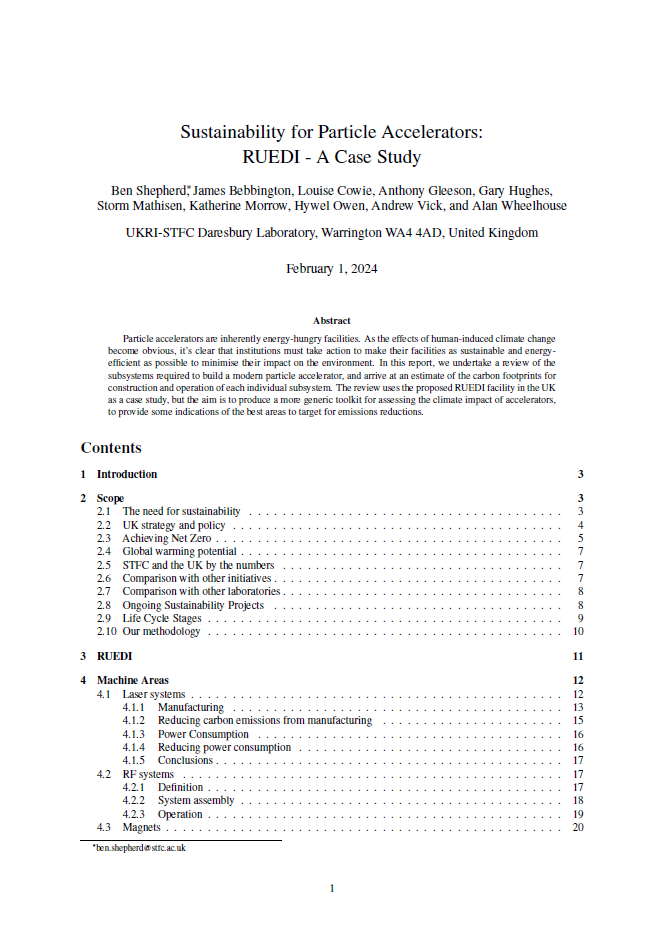 Sustainability for Particle Accelerators:
RUEDI - A Case Study
Ben Shepherd,* James Bebbington, Louise Cowie, Anthony Gleeson, Gary Hughes,
Storm Mathisen, Katherine Morrow, Hywel Owen, Andrew Vick, and Alan Wheelhouse
UKRI-STFC Daresbury Laboratory, Warrington WA4 4AD, United Kingdom
February 1, 2024
Abstract
Particle accelerators are inherently energy-hungry facilities. As the effects of human-induced climate change
become obvious, it's clear that institutions must take action to make their facilities as sustainable and energy-
efficient as possible to minimise their impact on the environment. In this report, we undertake a review of the
subsystems required to build a modern particle accelerator, and arrive at an estimate of the carbon footprints for
construction and operation of each individual subsystem. The review uses the proposed RUEDI facility in the UK
as a case study, but the aim is to produce a more generic toolkit for assessing the climate impact of accelerators,
to provide some indications of the best areas to target for emissions reductions.
Contents
1 Introduction 3
2 Scope 3
2.1 The need for sustainability . . . . . . . . . . . . . . . . . . . . 3
2.2 UK strategy and policy . . . . . . . . . . . . . . . . . . . . 4
2.3 Achieving Net Zero . . . . . . . . . . . . . . . . . . . . 5
2.4 Global warming potential . . . . . . . . . . . . . . . . . . . . 7
2.5 STFC and the UK by the numbers . . . . . . . . . . . . . . . . . . . . 7
2.6 Comparison with other initiatives . . . . . . . . . . . . . . . . . . . . 7
2.7 Comparison with other laboratories . . . . . . . . . . . . . . . . . . . . 8
2.8 Ongoing Sustainability Projects . . . . . . . . . . . . . . . . . . . . 8
2.9 Life Cycle Stages . . . . . . . . . . . . . . . . . . . . 9
2.10 Our methodology . . . . . . . . . . . . . . . . . . . . 10
3 RUEDI 11
4 Machine Areas 12
4.1 Laser systems . . . . . . . . . . . . . . . . . . . . 12
4.1.1 Manufacturing . . . . . . . . . . . . . . . . . . . . 13
4.1.2 Reducing carbon emissions from manufacturing . . . . . . . . . . . . . . . . . . . . 15
4.1.3 Power Consumption . . . . . . . . . . . . . . . . . . . . 16
4.1.4 Reducing power consumption . . . . . . . . . . . . . . . . . . . . 16
4.1.5 Conclusions . . . . . . . . . . . . . . . . . . . . 17
4.2 RF systems . . . . . . . . . . . . . . . . . . . . 17
4.2.1 Definition . . . . . . . . . . . . . . . . . . . . 17
4.2.2 System assembly . . . . . . . . . . . . . . . . . . . . 18
4.2.3 Operation . . . . . . . . . . . . . . . . . . . . 19
4.3 Magnets . . . . . . . . . . . . . . . . . . . . 20
*ben.shepherd@stfc.ac.uk
1